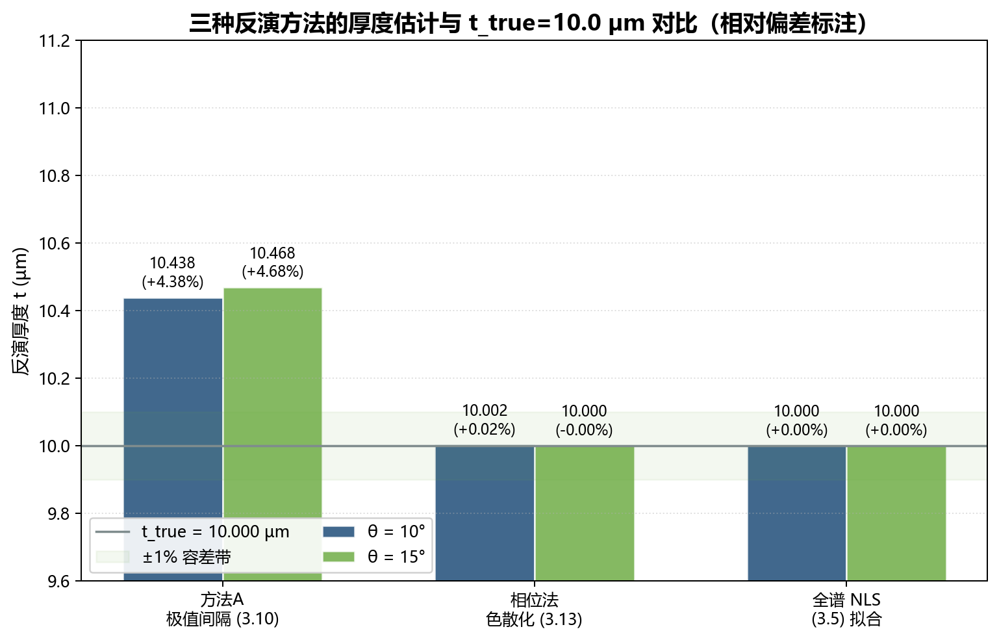 三种反演方法的厚度估计与 t_true=10.0 μm 对比（相对偏差标注）
反演厚度 t (μm)
11.2
11.0
10.8
10.6
10.4
10.2
10.0
9.8
9.6
10.438
(+4.38%)
10.468
(+4.68%)
10.002
(+0.02%)
10.000
(-0.00%)
10.000
(+0.00%)
10.000
(+0.00%)
t_true = 10.000 μm
±1% 容差带
θ = 10°
θ = 15°
方法A
极值间隔 (3.10)
相位法
色散化 (3.13)
全谱 NLS
(3.5) 拟合